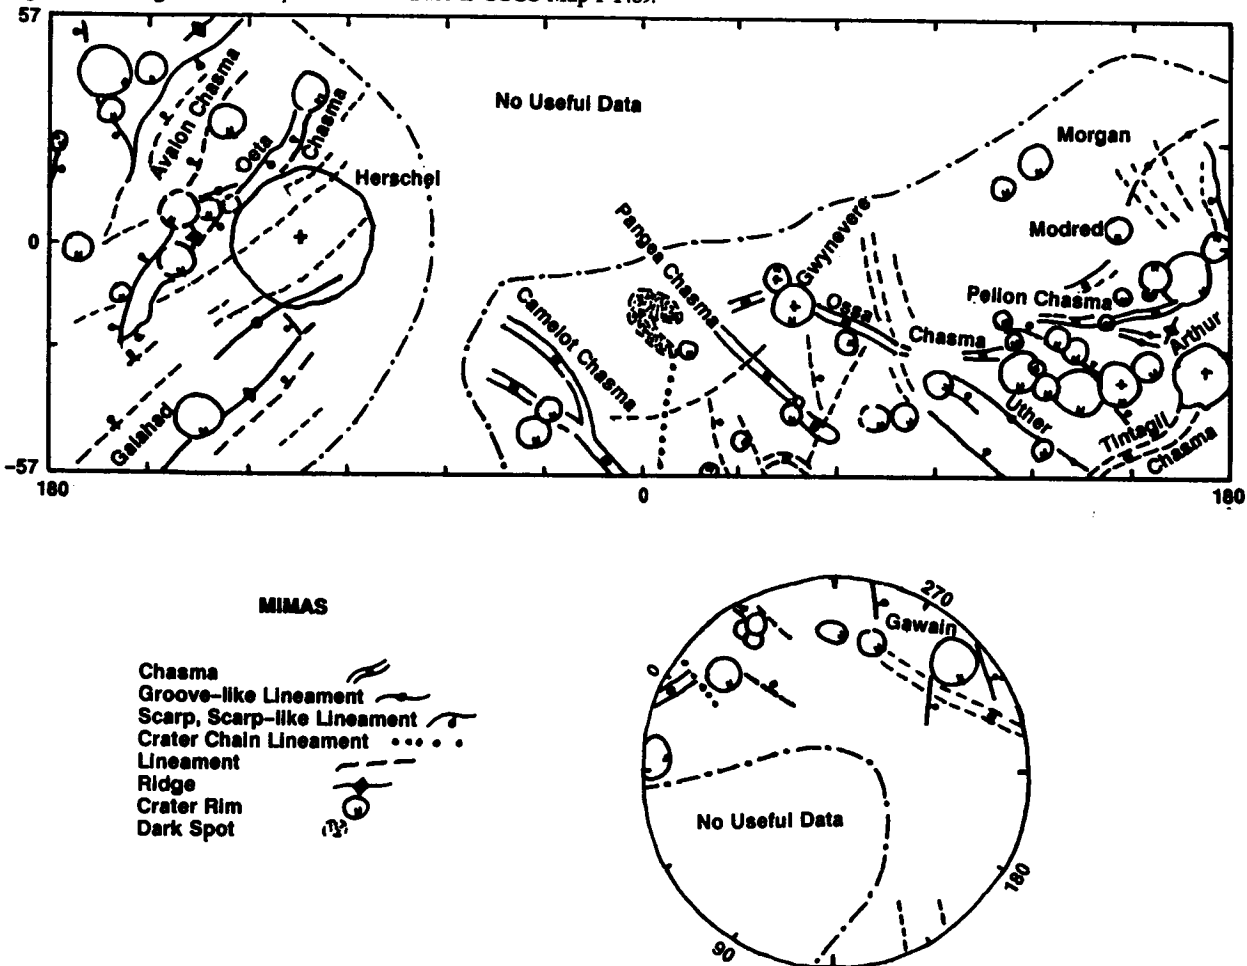 57
No Useful Data
Avalon Chasma
Oeta
Chasma
Herschel
Morgan
Modred
0
Pangea Chasma
Gwynevere
Camelot Chasma
Ossa
Chasma
Pellion Chasma
Arthur
Uther
Tintagil
Chasma
Galahad
-57
180
0
180
MIMAS
Chasma
Groove-like Lineament
Scarp, Scarp-like Lineament
Crater Chain Lineament
Lineament
Ridge
Crater Rim
Dark Spot
270
Gawain
0
No Useful Data
180
90